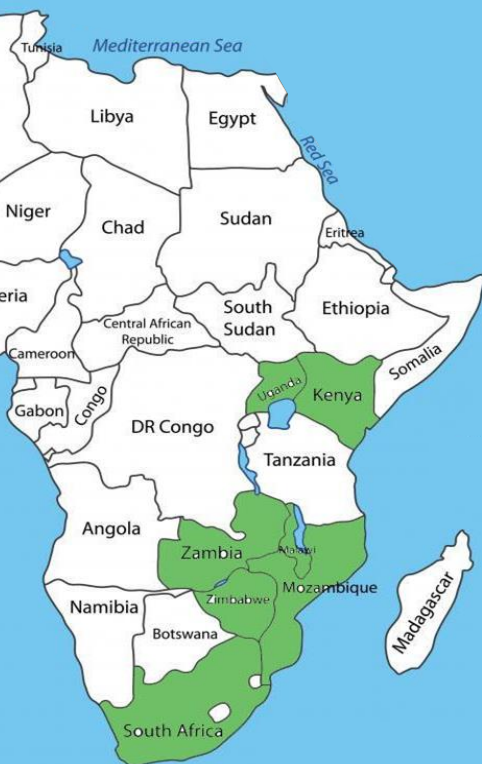 Mediterranean Sea
Tunisia
Libya
Egypt
Red Sea
Niger
Chad
Sudan
Eritrea
eria
Central African
Republic
South
Sudan
Ethiopia
Somalia
Cameroon
Gabon
Congo
DR Congo
Uganda
Kenya
Tanzania
Angola
Zambia
Malawi
Mozambique
Zimbabwe
Namibia
Botswana
Madagascar
South Africa